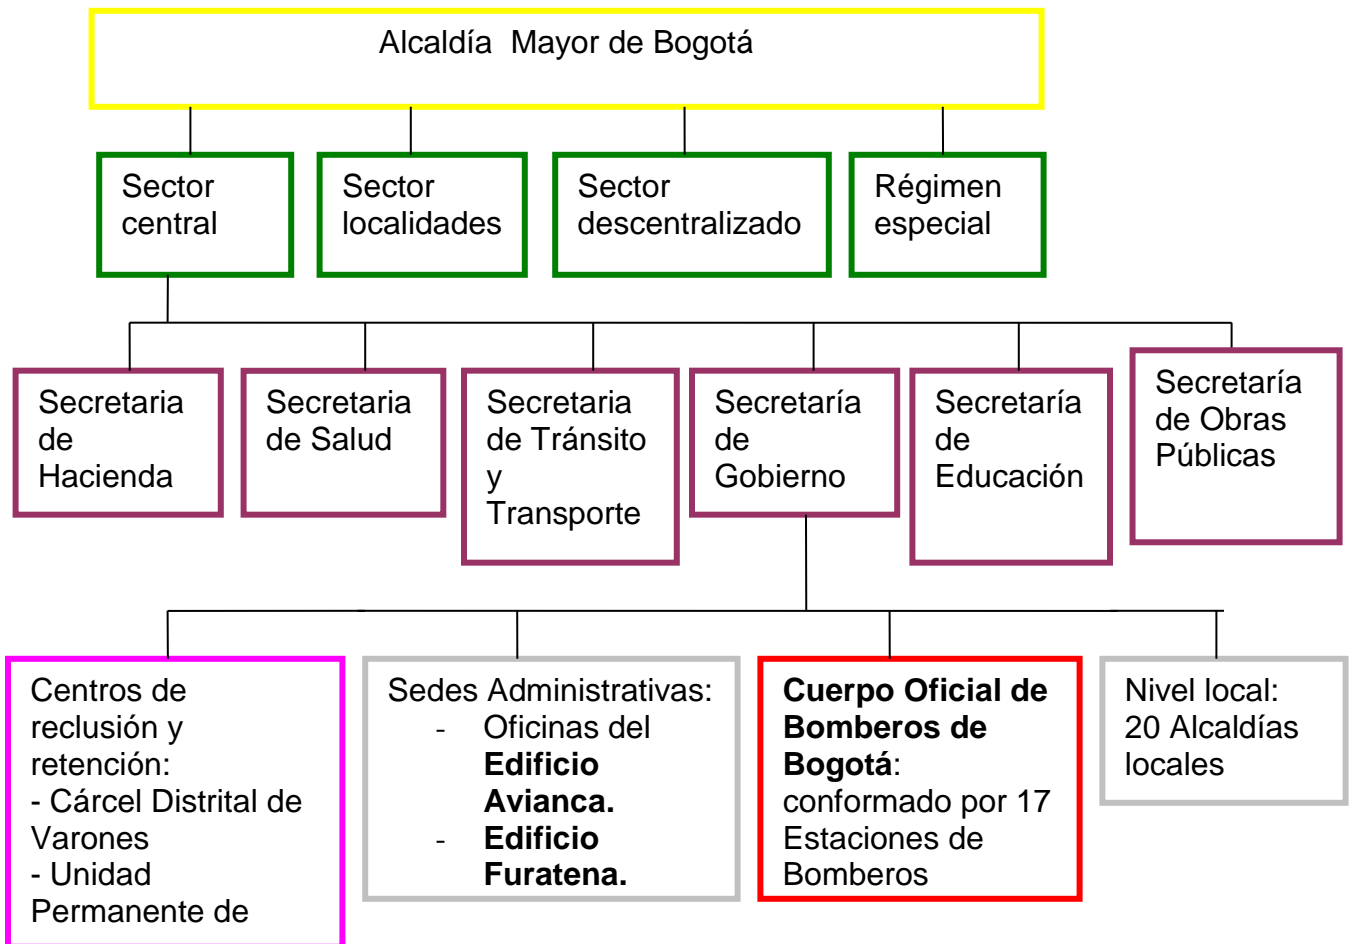 Alcaldía  Mayor de Bogotá
Sector
central
Sector
localidades
Sector
descentralizado
Régimen
especial
Secretaria
de
Hacienda
Secretaria
de Salud
Secretaria
de Tránsito
y
Transporte
Secretaría
de
Gobierno
Secretaría
de
Educación
Secretaría
de Obras
Públicas
Centros de
reclusión y
retención:
- Cárcel Distrital de
Varones
- Unidad
Permanente de
Sedes Administrativas:
- Oficinas del
Edificio
Avianca.
- Edificio
Furatena.
Cuerpo Oficial de
Bomberos de
Bogotá:
conformado por 17
Estaciones de
Bomberos
Nivel local:
20 Alcaldías
locales